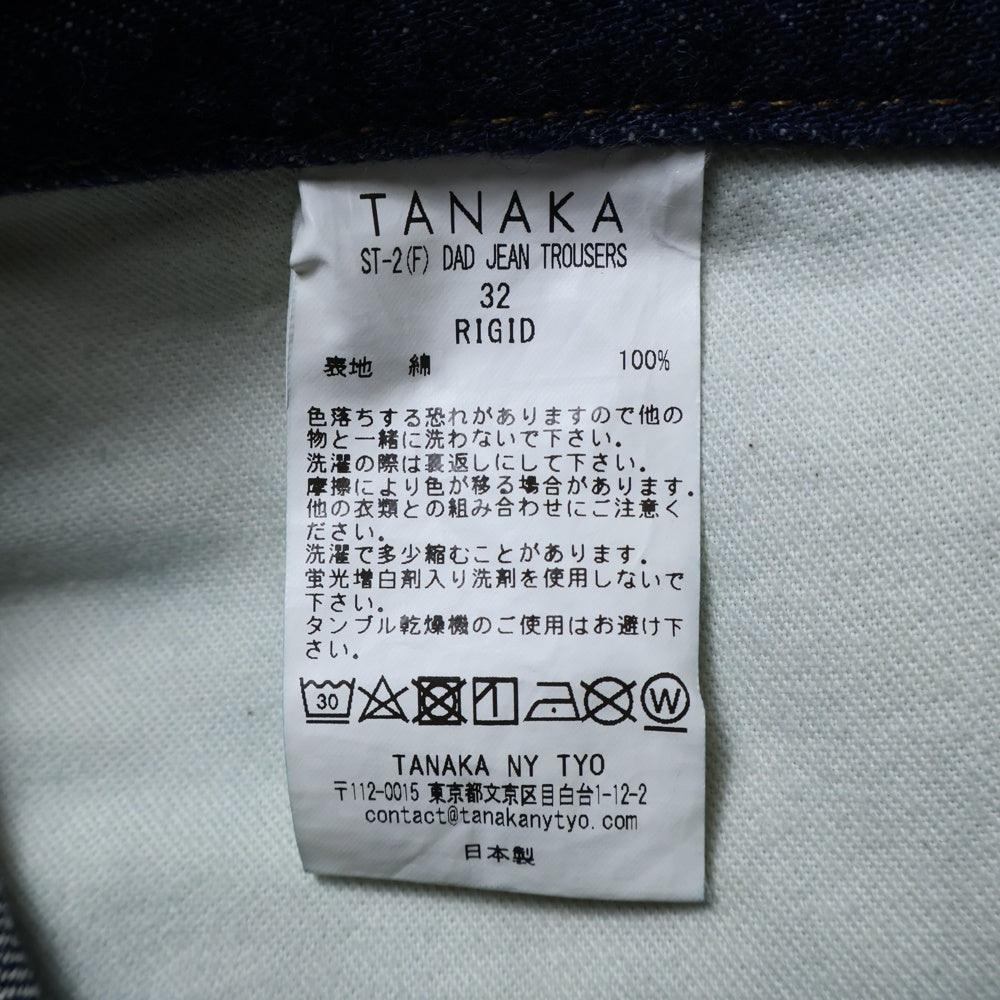 TANAKA
ST-2(F) DAD JEAN TROUSERS
32
RIGID
表地 綿 100%
色落ちする恐れがありますので他の
物と一緒に洗わないで下さい。
洗濯の際は裏返しにして下さい。
摩擦により色が移る場合があります.
他の衣類との組み合わせにご注意く
ださい。
洗濯で多少縮むことがあります.
蛍光増白剤入り洗剤を使用しないで
下さい。
タンブル乾燥機のご使用はお避け下
さい。
30 W
TANAKA NY TYO
〒112-0015 東京都文京区目白台1-12-2
contact@tanakanytyo.com
日本製